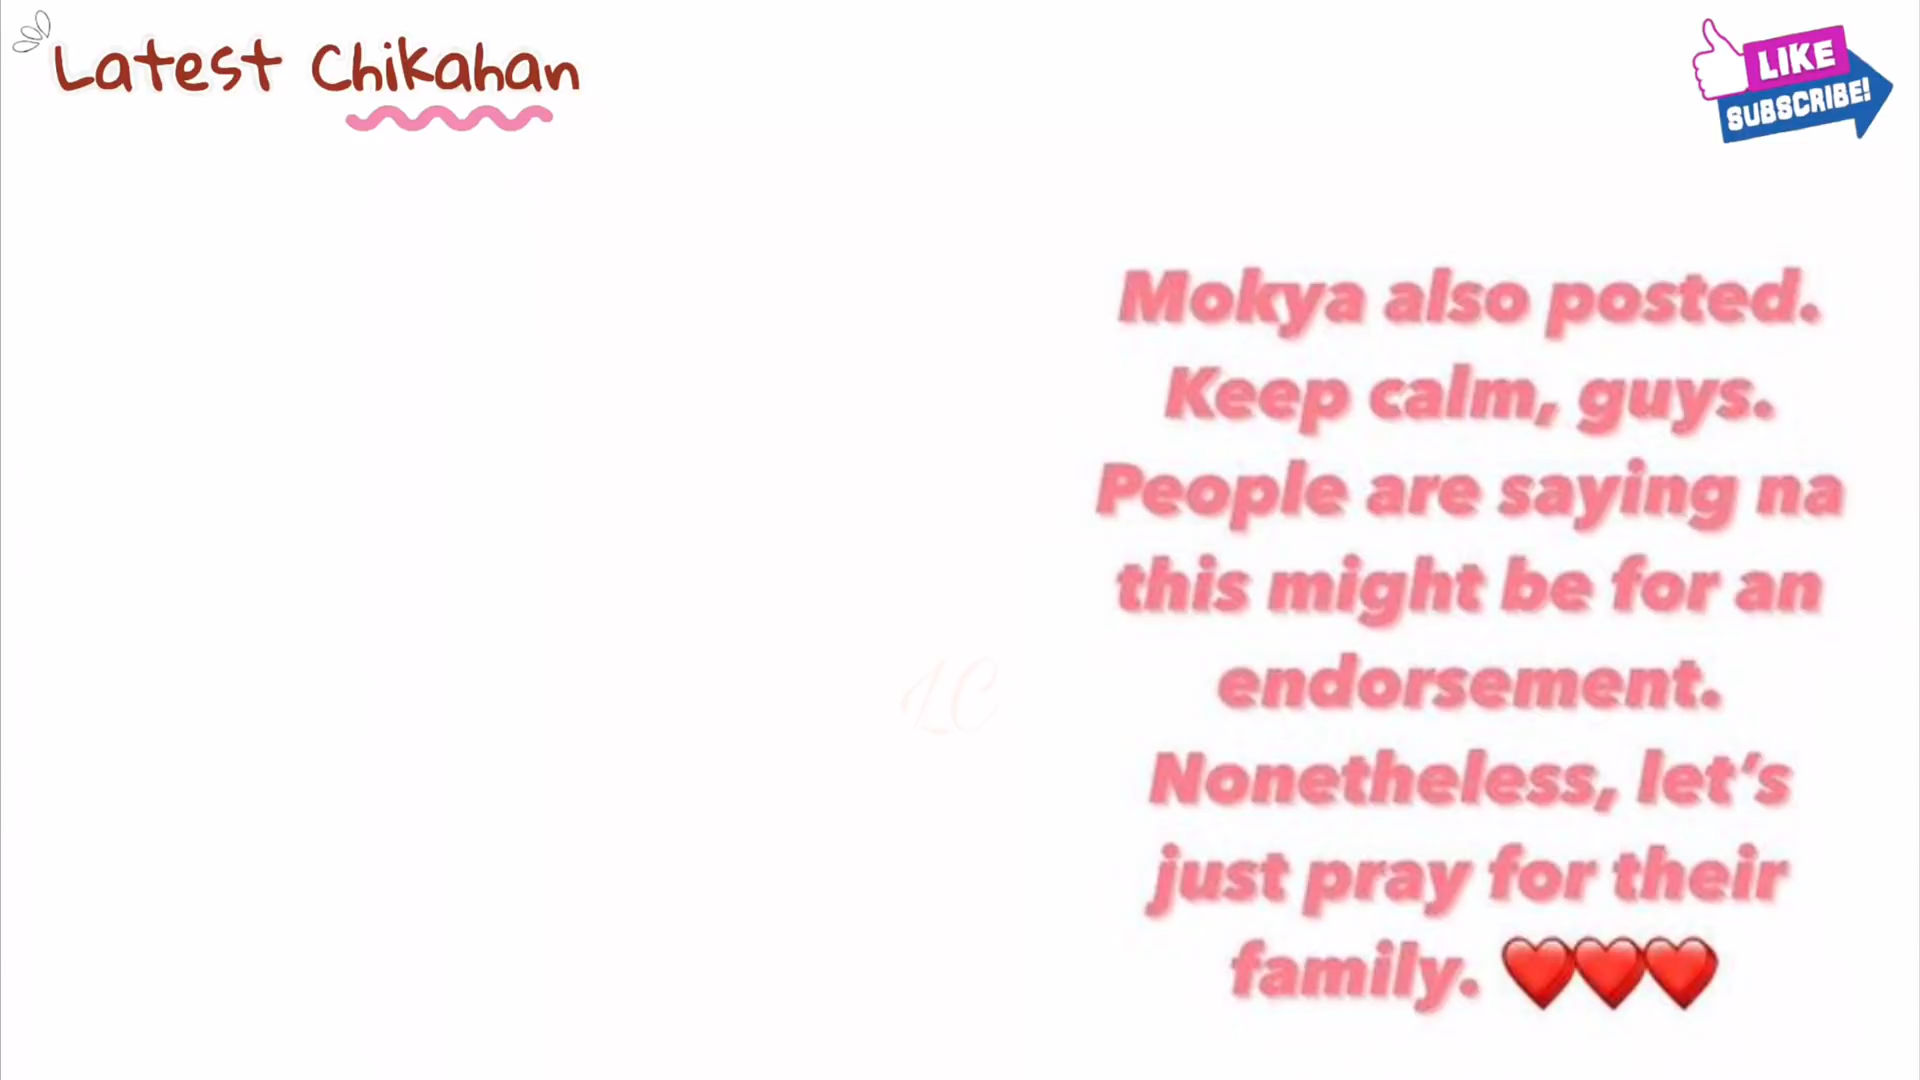 Latest Chikahan
LIKE
SUBSCRIBE!
Mokya also posted.
Keep calm, guys.
People are saying na
this might be for an
endorsement.
Nonetheless, let's
just pray for their
family. ❤️❤️❤️
LC